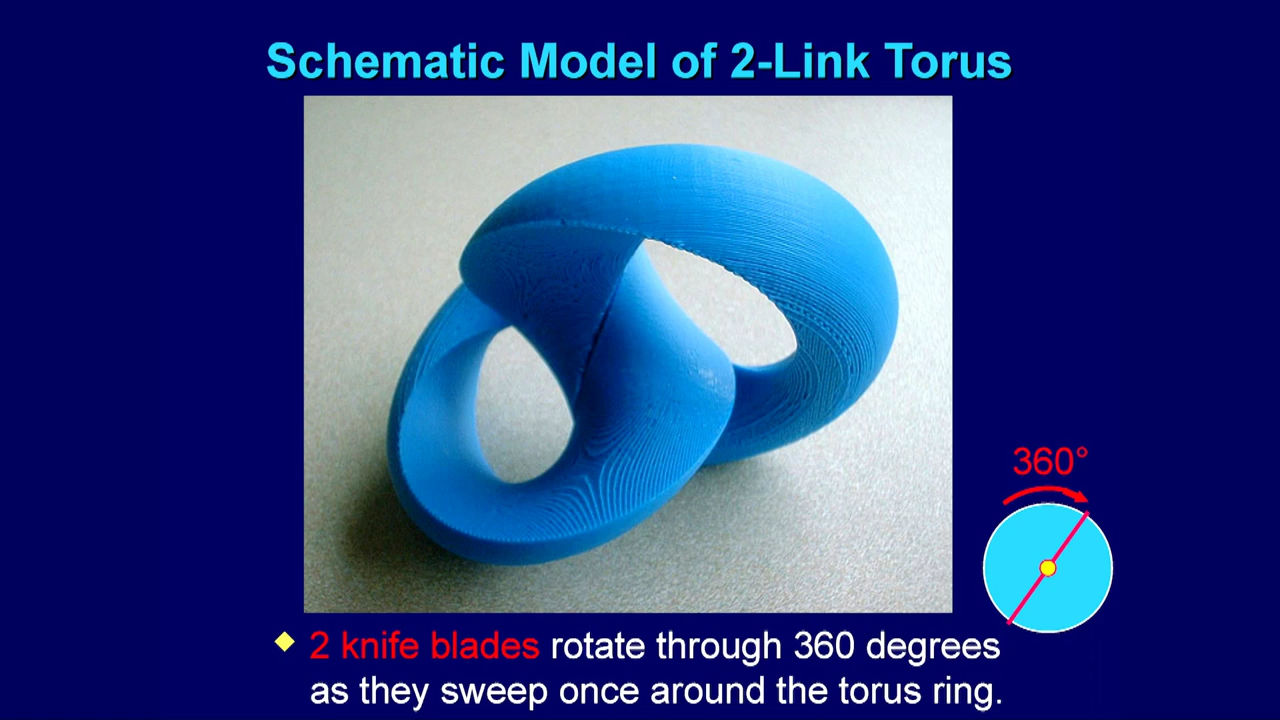 Schematic Model of 2-Link Torus
360°
2 knife blades rotate through 360 degrees
as they sweep once around the torus ring.